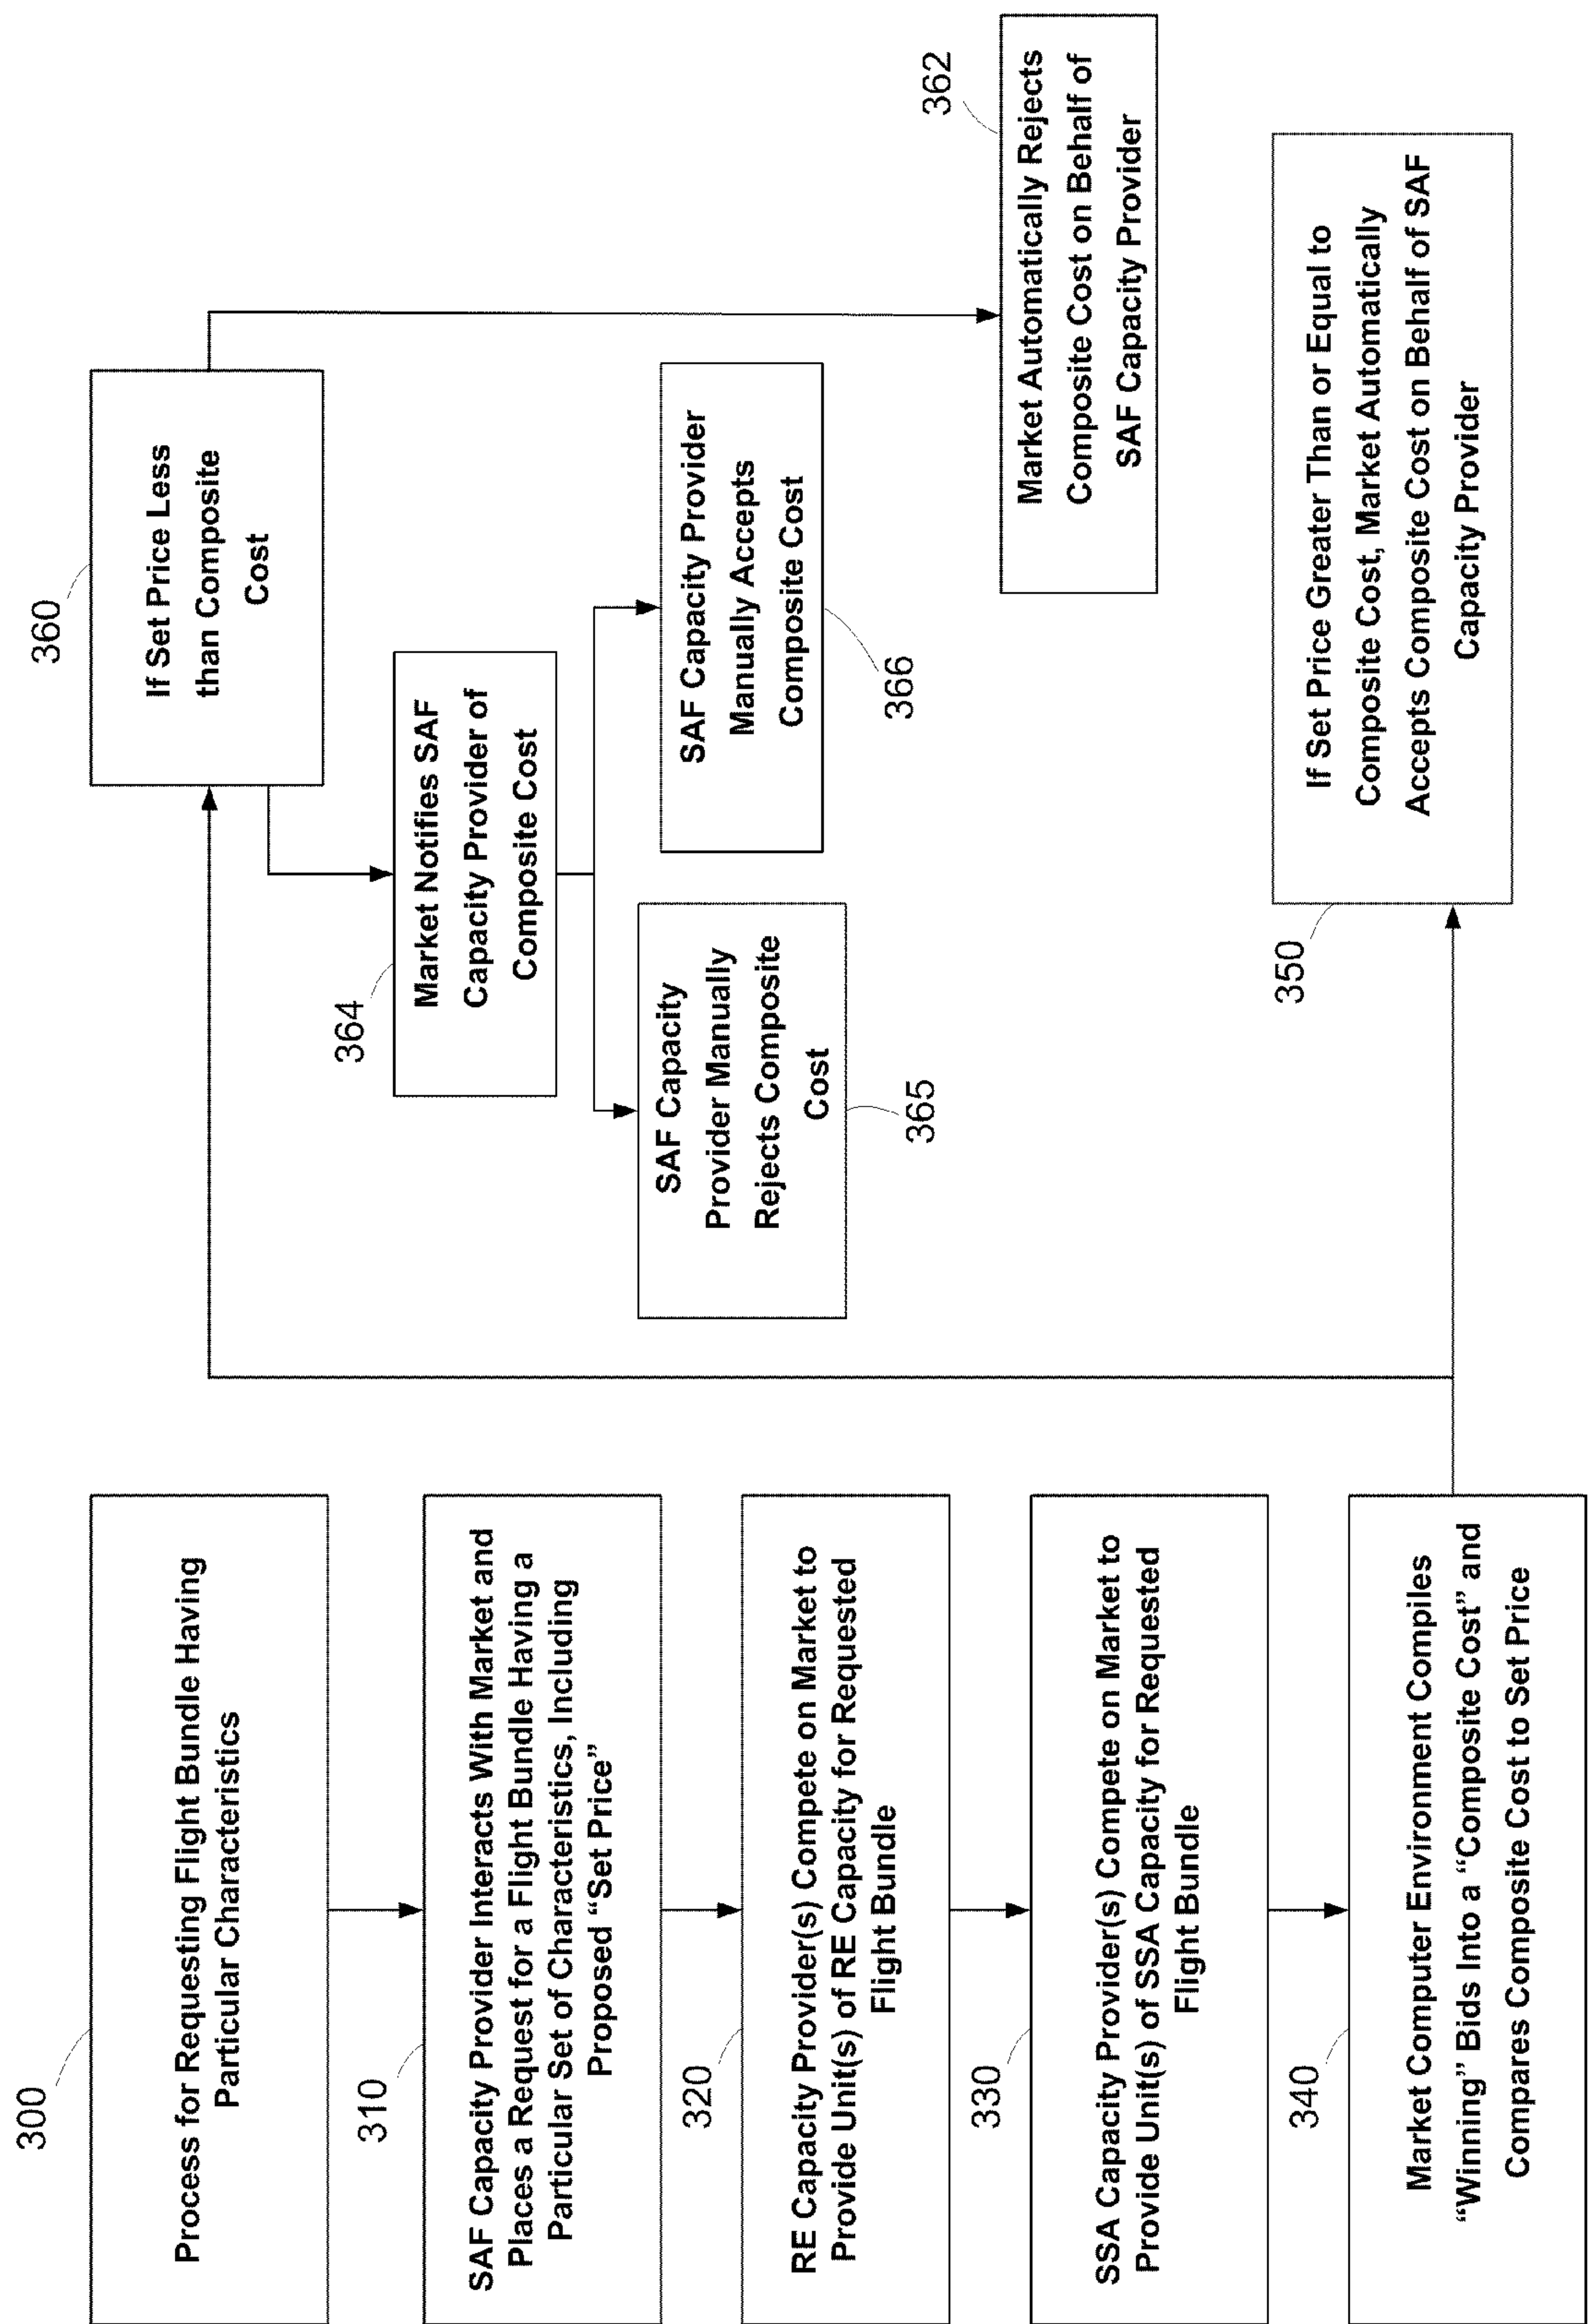 300
Process for Requesting Flight Bundle Having
Particular Characteristics
310
SAF Capacity Provider Interacts With Market and
Places a Request for a Flight Bundle Having a
Particular Set of Characteristics, Including
Proposed “Set Price”
320
RE Capacity Provider(s) Compete on Market to
Provide Unit(s) of RE Capacity for Requested
Flight Bundle
330
SSA Capacity Provider(s) Compete on Market to
Provide Unit(s) of SSA Capacity for Requested
Flight Bundle
340
Market Computer Environment Compiles
“Winning” Bids Into a “Composite Cost” and
Compares Composite Cost to Set Price
360
If Set Price Less
than Composite
Cost
364
Market Notifies SAF
Capacity Provider of
Composite Cost
SAF Capacity
Provider Manually
Rejects Composite
Cost
365
SAF Capacity Provider
Manually Accepts
Composite Cost
366
362
Market Automatically Rejects
Composite Cost on Behalf of
SAF Capacity Provider
350
If Set Price Greater Than or Equal to
Composite Cost, Market Automatically
Accepts Composite Cost on Behalf of SAF
Capacity Provider